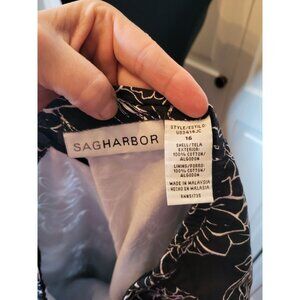 SAGHARBOR
STYLE/ESTILO
16
SHELL/TELA
EXTERIOR:
100% COTTON/
ALGODON
LINING/FORRO:
100% COTTON/
ALGODON
MADE IN MALAYSIA
HECHO EN MALASIA